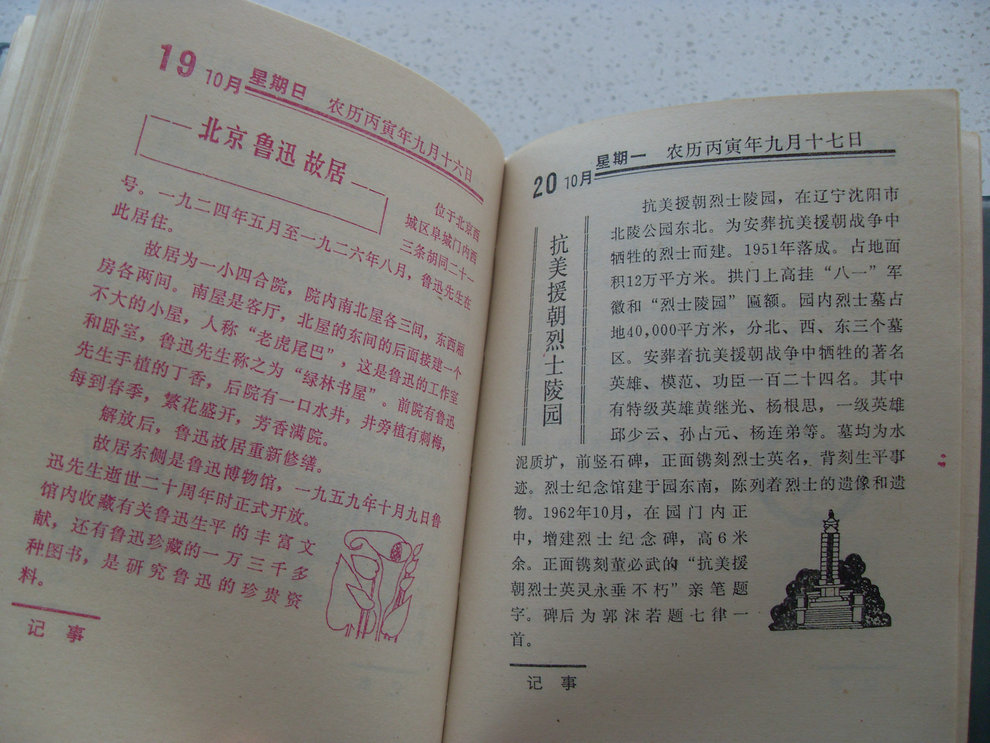 19 10月 星期日 农历丙寅年九月十六日
北京鲁迅故居
位于北京西
城区阜城门内西
三条胡同二十一
号。一九二四年五月至一九二六年八月，鲁迅先生在
此居住。
故居为一小四合院，院内南北屋各三间，东西厢
房各两间。南屋是客厅，北屋的东间的后面接建一个
不大的小屋，人称“老虎尾巴”，这是鲁迅的工作室
和卧室，鲁迅先生称之为“绿林书屋”。前院有鲁迅
先生手植的丁香，后院有一口水井，井旁植有刺梅，
每到春季，繁花盛开，芳香满院。
解放后，鲁迅故居重新修缮。
故居东侧是鲁迅博物馆，一九五九年十月九日鲁
迅先生逝世二十周年时正式开放。
馆内收藏有关鲁迅生平的丰富文
献，还有鲁迅珍藏的一万三千多
种图书，是研究鲁迅的珍贵资
料。
记事
20 10月 星期一 农历丙寅年九月十七日
抗美援朝烈士陵园
抗美援朝烈士陵园，在辽宁沈阳市
北陵公园东北。为安葬抗美援朝战争中
牺牲的烈士而建。1951年落成。占地面
积12万平方米。拱门上高挂“八一”军
徽和“烈士陵园”匾额。园内烈士墓占
地40,000平方米，分北、西、东三个墓
区。安葬着抗美援朝战争中牺牲的著名
英雄、模范、功臣一百二十四名。其中
有特级英雄黄继光、杨根思，一级英雄
邱少云、孙占元、杨连弟等。墓均为水
泥质圹，前竖石碑，正面镌刻烈士英名，背刻生平事
迹。烈士纪念馆建于园东南，陈列着烈士的遗像和遗
物。1962年10月，在园门内正
中，增建烈士纪念碑，高6米
余。正面镌刻董必武的“抗美援
朝烈士英灵永垂不朽”亲笔题
字。碑后为郭沫若题七律一
首。
记事